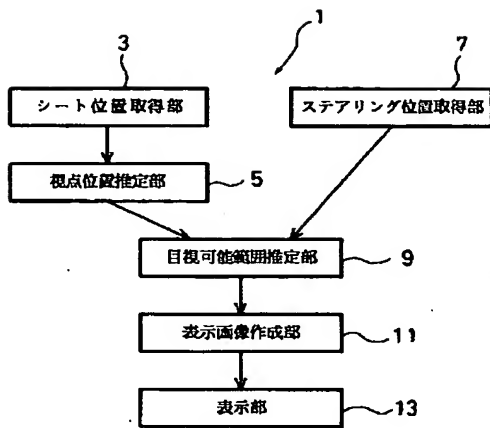 1
3
7
シート位置取得部
ステアリング位置取得部
視点位置推定部
5
目視可能範囲推定部
9
表示画像作成部
11
表示部
13